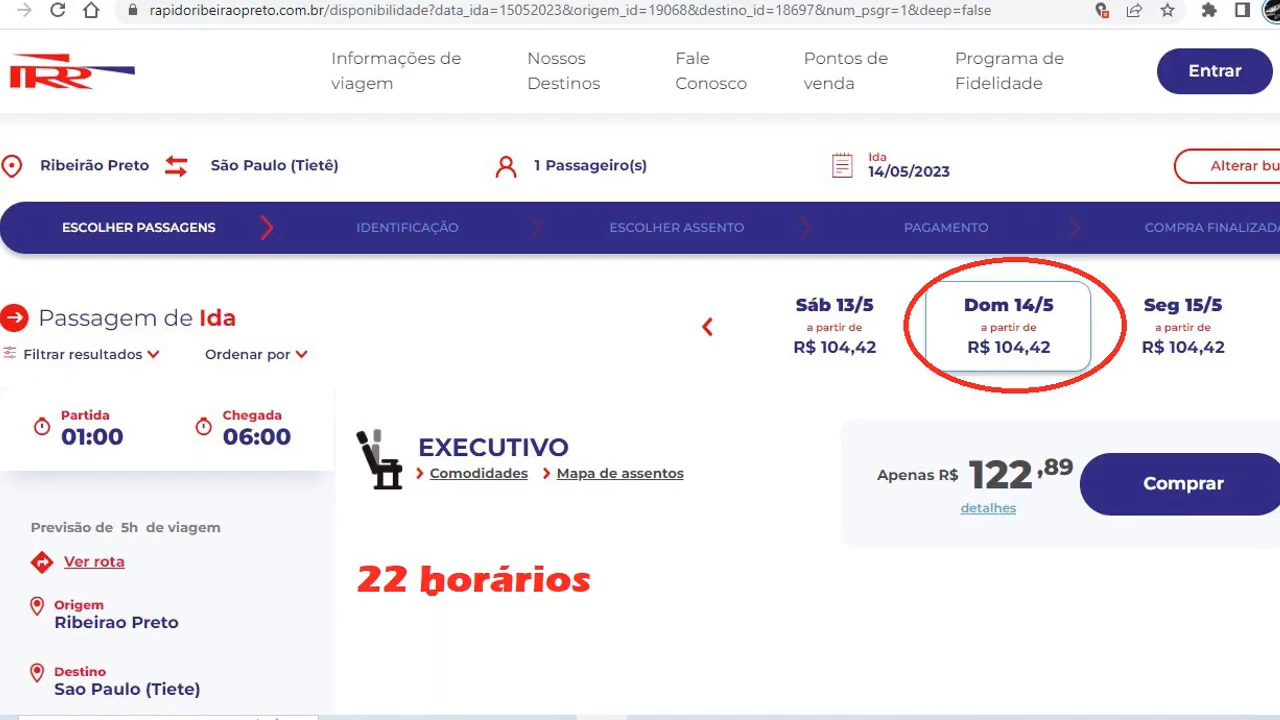 rapidoribeiraopreto.com.br/disponibilidade?data_ida=15052023&origem_id=19068&destino_id=18697&num_psgr=1&deep=false
IRP
Informações de viagem
Nossos Destinos
Fale Conosco
Pontos de venda
Programa de Fidelidade
Entrar
Ribeirão Preto
São Paulo (Tietê)
1 Passageiro(s)
Ida
14/05/2023
Alterar bu
ESCOLHER PASSAGENS
IDENTIFICAÇÃO
ESCOLHER ASSENTO
PAGAMENTO
COMPRA FINALIZADA
Passagem de Ida
Filtrar resultados
Ordenar por
Sáb 13/5
a partir de
R$ 104,42
Dom 14/5
a partir de
R$ 104,42
Seg 15/5
a partir de
R$ 104,42
Partida
01:00
Chegada
06:00
EXECUTIVO
Comodidades
Mapa de assentos
Apenas R$ 122,89
detalhes
Comprar
Previsão de 5h de viagem
Ver rota
Origem
Ribeirao Preto
Destino
Sao Paulo (Tiete)
22 horários